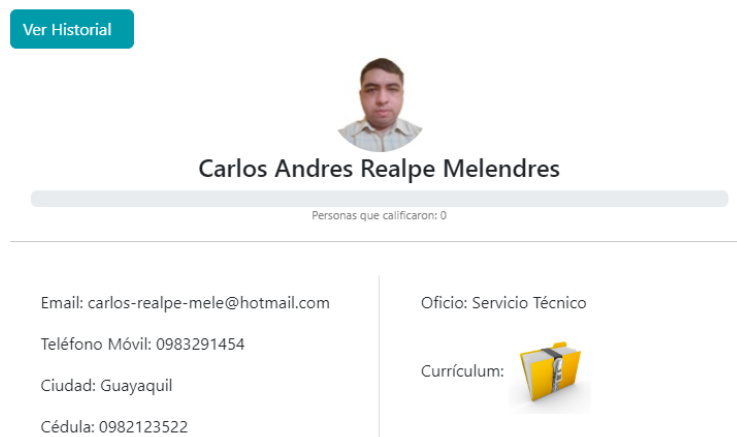 Ver Historial
Carlos Andres Realpe Melendres
Personas que calificaron: 0
Email: carlos-realpe-mele@hotmail.com
Teléfono Móvil: 0983291454
Ciudad: Guayaquil
Cédula: 0982123522
Oficio: Servicio Técnico
Currículum: